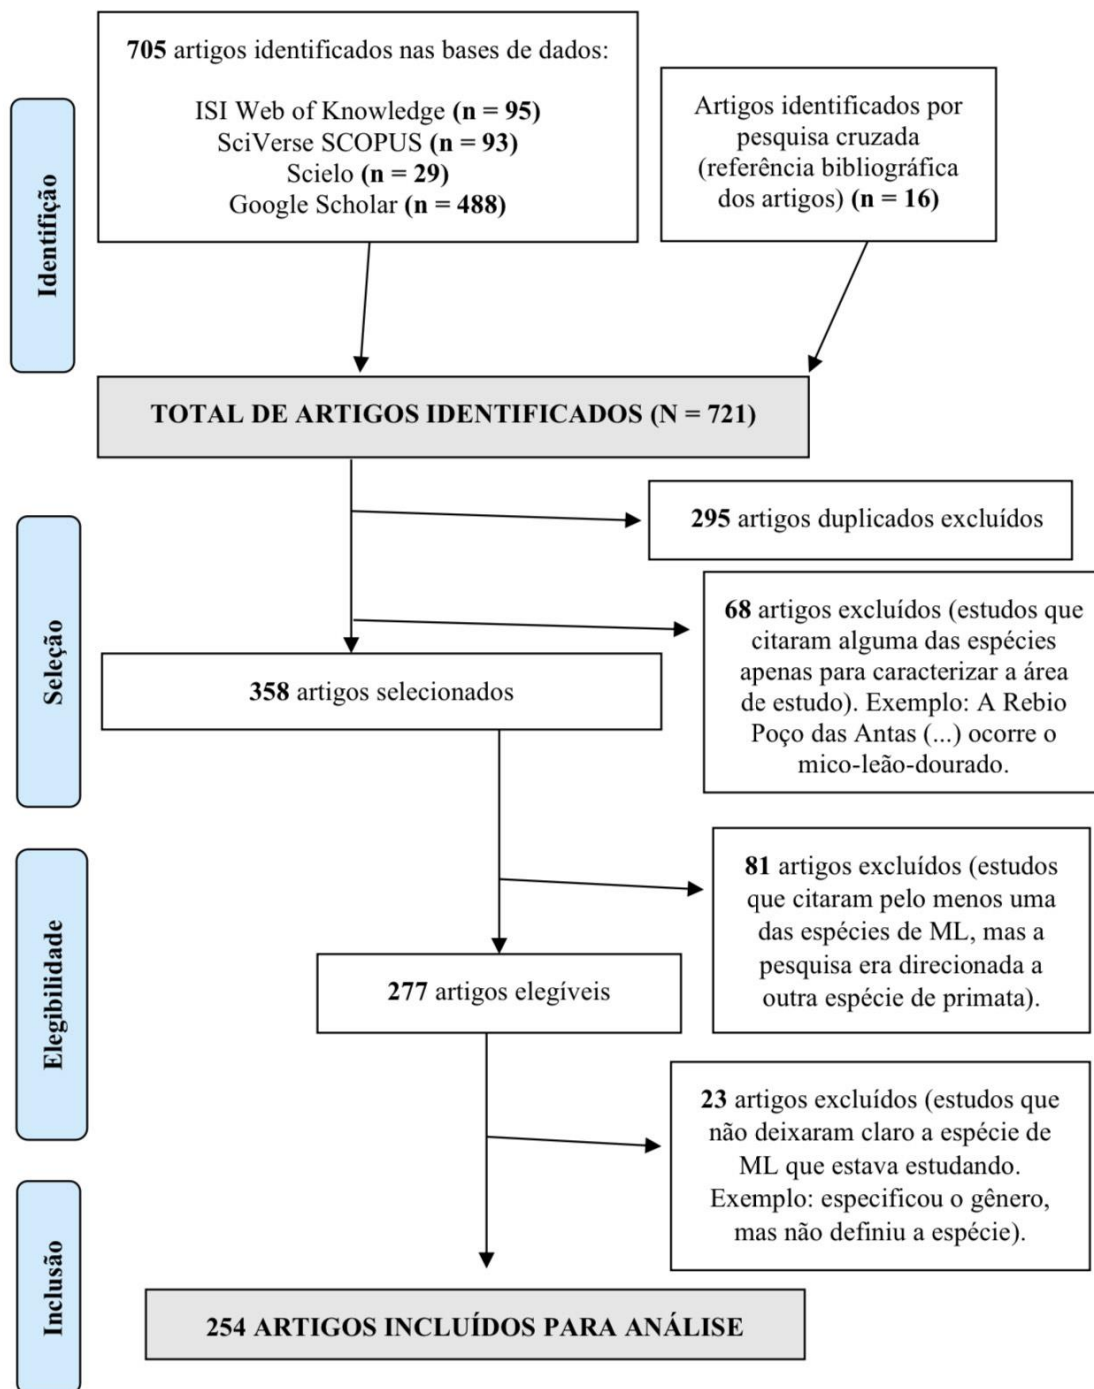 705 artigos identificados nas bases de dados:
ISI Web of Knowledge (n = 95)
SciVerse SCOPUS (n = 93)
Scielo (n = 29)
Google Scholar (n = 488)
Artigos identificados por
pesquisa cruzada
(referência bibliográfica
dos artigos) (n = 16)
Identifição
TOTAL DE ARTIGOS IDENTIFICADOS (N = 721)
295 artigos duplicados excluídos
Seleção
68 artigos excluídos (estudos que
citaram alguma das espécies
apenas para caracterizar a área
de estudo). Exemplo: A Rebio
Poço das Antas (...) ocorre o
mico-leão-dourado.
358 artigos selecionados
Elegibilidade
81 artigos excluídos (estudos
que citaram pelo menos uma
das espécies de ML, mas a
pesquisa era direcionada a
outra espécie de primata).
277 artigos elegíveis
23 artigos excluídos (estudos que
não deixaram claro a espécie de
ML que estava estudando.
Exemplo: especificou o gênero,
mas não definiu a espécie).
Inclusão
254 ARTIGOS INCLUÍDOS PARA ANÁLISE